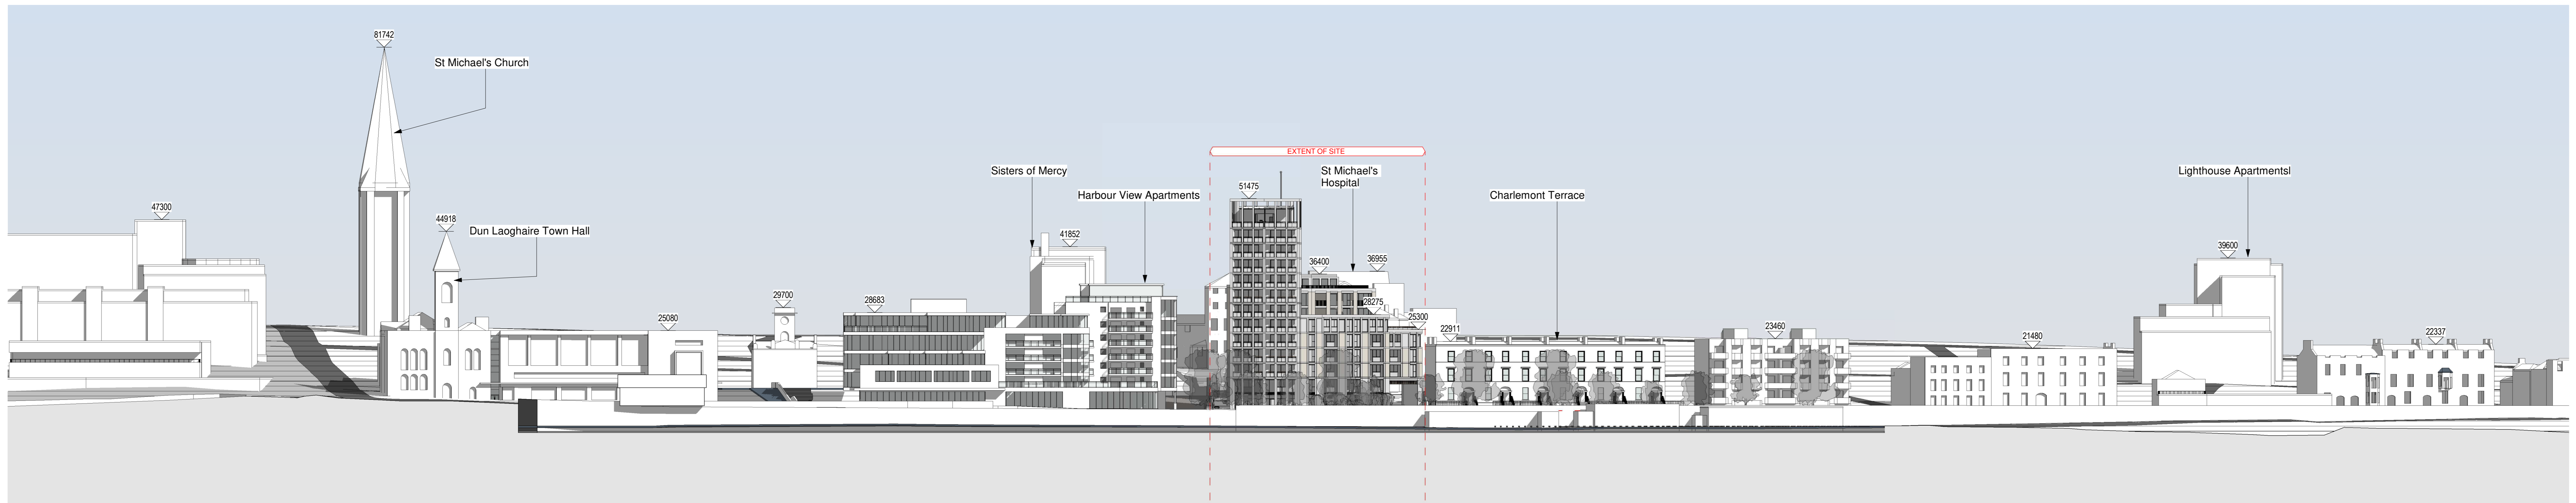 81742
St Michael's Church
47300
44918
Dun Laoghaire Town Hall
25080
29700
28683
Sisters of Mercy
41852
Harbour View Apartments
EXTENT OF SITE
51475
St Michael's
Hospital
36400
36955
28275
25300
22911
Charlemont Terrace
23460
21480
Lighthouse Apartmentsl
39600
22337